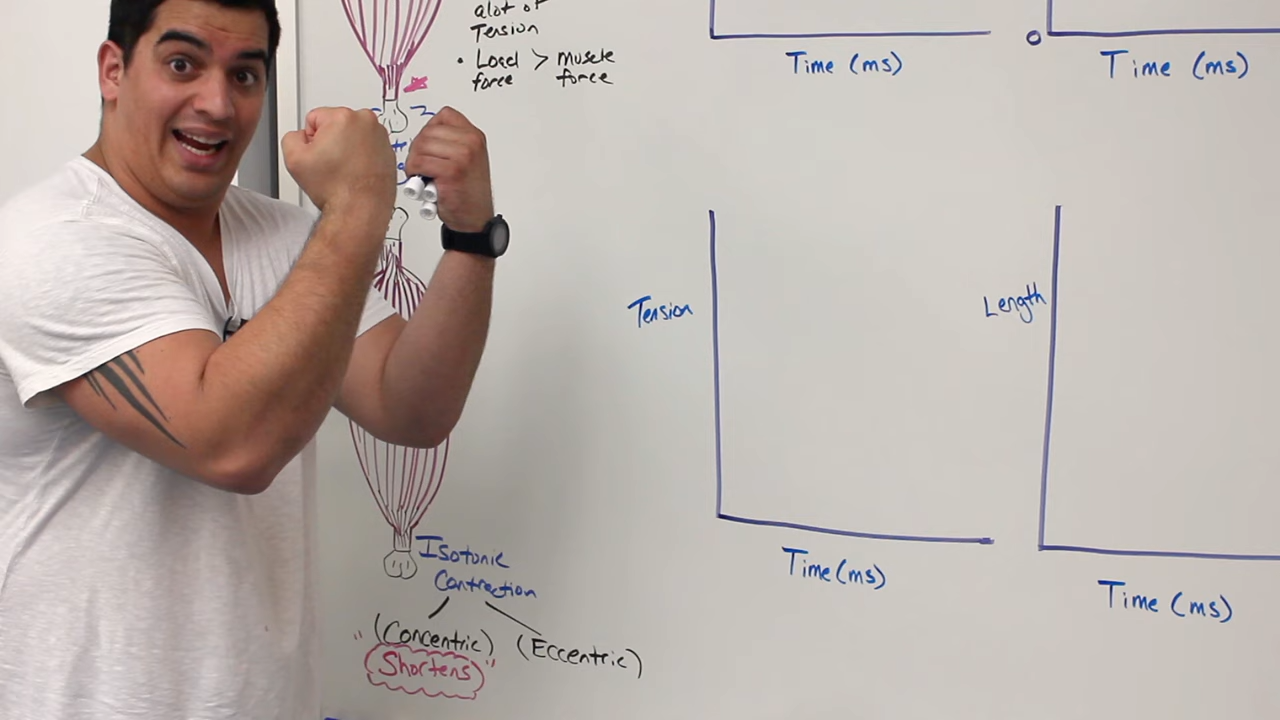 alot of
Tension
• Load > muscle
force force
Time (ms)
Time (ms)
Tension
Length
Time (ms)
Time (ms)
Isotonic
Contraction
(Concentric) (Eccentric)
"Shortens"